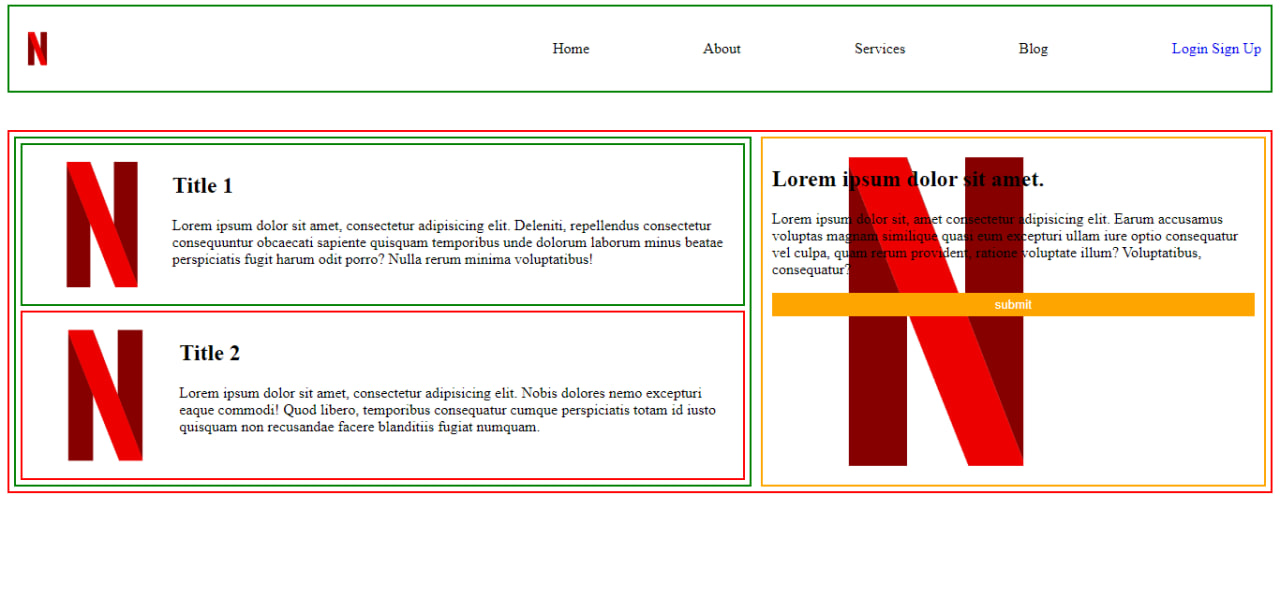 N
Home About Services Blog Login Sign Up
N
Title 1
Lorem ipsum dolor sit amet, consectetur adipisicing elit. Deleniti, repellendus consectetur
consequuntur obcaecati sapiente quisquam temporibus unde dolorum laborum minus beatae
perspiciatis fugit harum odit porro? Nulla rerum minima voluptatibus!
N
Title 2
Lorem ipsum dolor sit amet, consectetur adipisicing elit. Nobis dolores nemo excepturi
eaque commodi! Quod libero, temporibus consequatur cumque perspiciatis totam id iusto
quisquam non recusandae facere blanditiis fugiat numquam.
N
Lorem ipsum dolor sit amet.
Lorem ipsum dolor sit, amet consectetur adipisicing elit. Earum accusamus
voluptas magnam similique quasi eum excepturi ullam iure optio consequatur
vel culpa, quam rerum provident, ratione voluptate illum? Voluptatibus,
consequatur?
submit